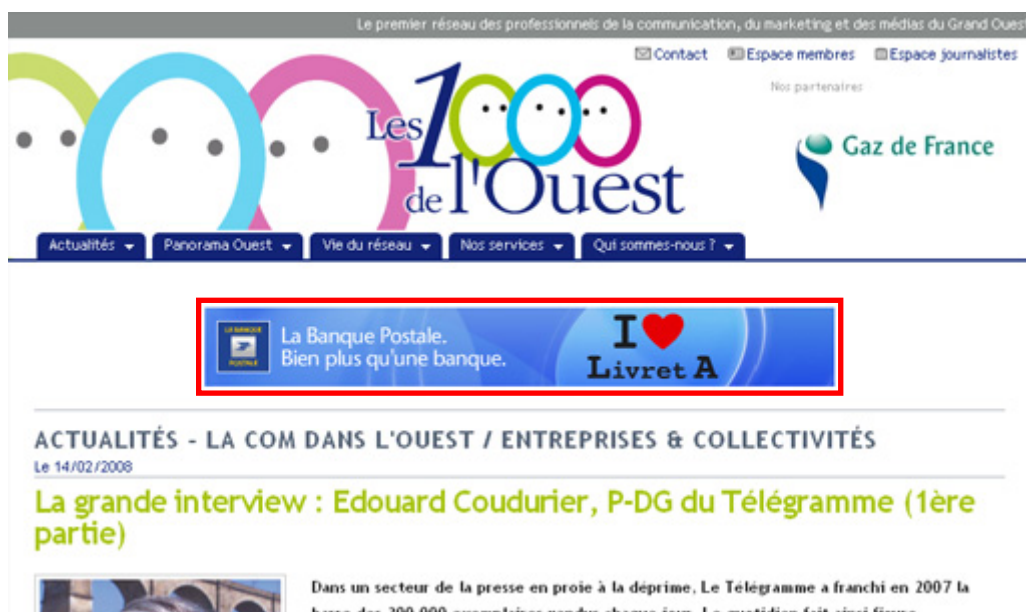 Le premier réseau des professionnels de la communication, du marketing et des médias du Grand Oues
Contact Espace membres Espace journalistes
Nos partenaires
Les 1000
de l'Ouest
Gaz de France
Actualités Panorama Ouest Vie du réseau Nos services Qui sommes-nous ?
LA BANQUE
POSTALE
La Banque Postale.
Bien plus qu'une banque.
I ♥
Livret A
ACTUALITÉS - LA COM DANS L'OUEST / ENTREPRISES & COLLECTIVITÉS
Le 14/02/2008
La grande interview : Edouard Coudurier, P-DG du Télégramme (1ère
partie)
Dans un secteur de la presse en proie à la déprime, Le Télégramme a franchi en 2007 la